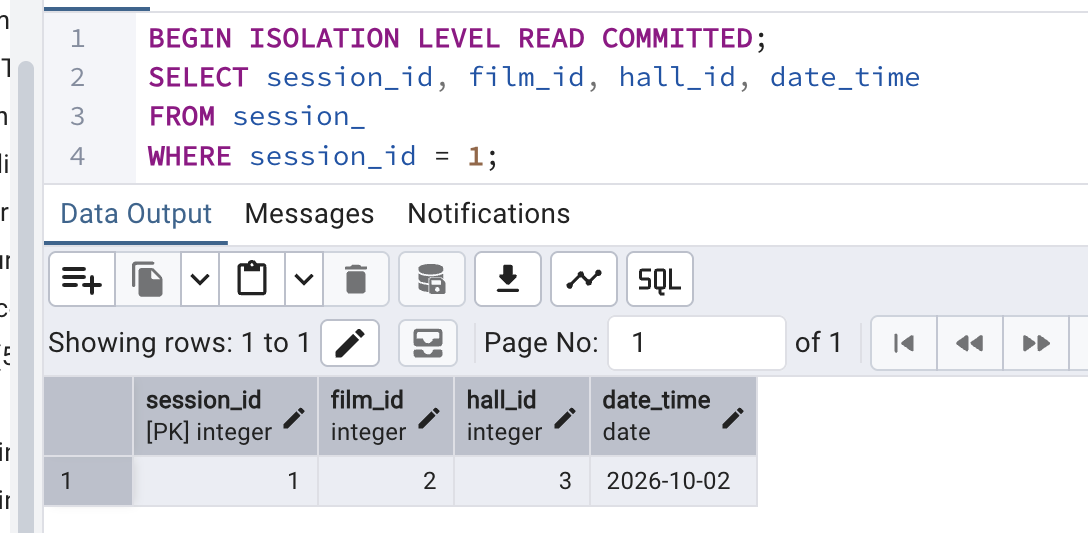 1 BEGIN ISOLATION LEVEL READ COMMITTED;
2 SELECT session_id, film_id, hall_id, date_time
3 FROM session_
4 WHERE session_id = 1;
Data Output Messages Notifications
SQL
Showing rows: 1 to 1 Page No: 1 of 1
session_id film_id hall_id date_time
[PK] integer integer integer date
1 1 2 3 2026-10-02